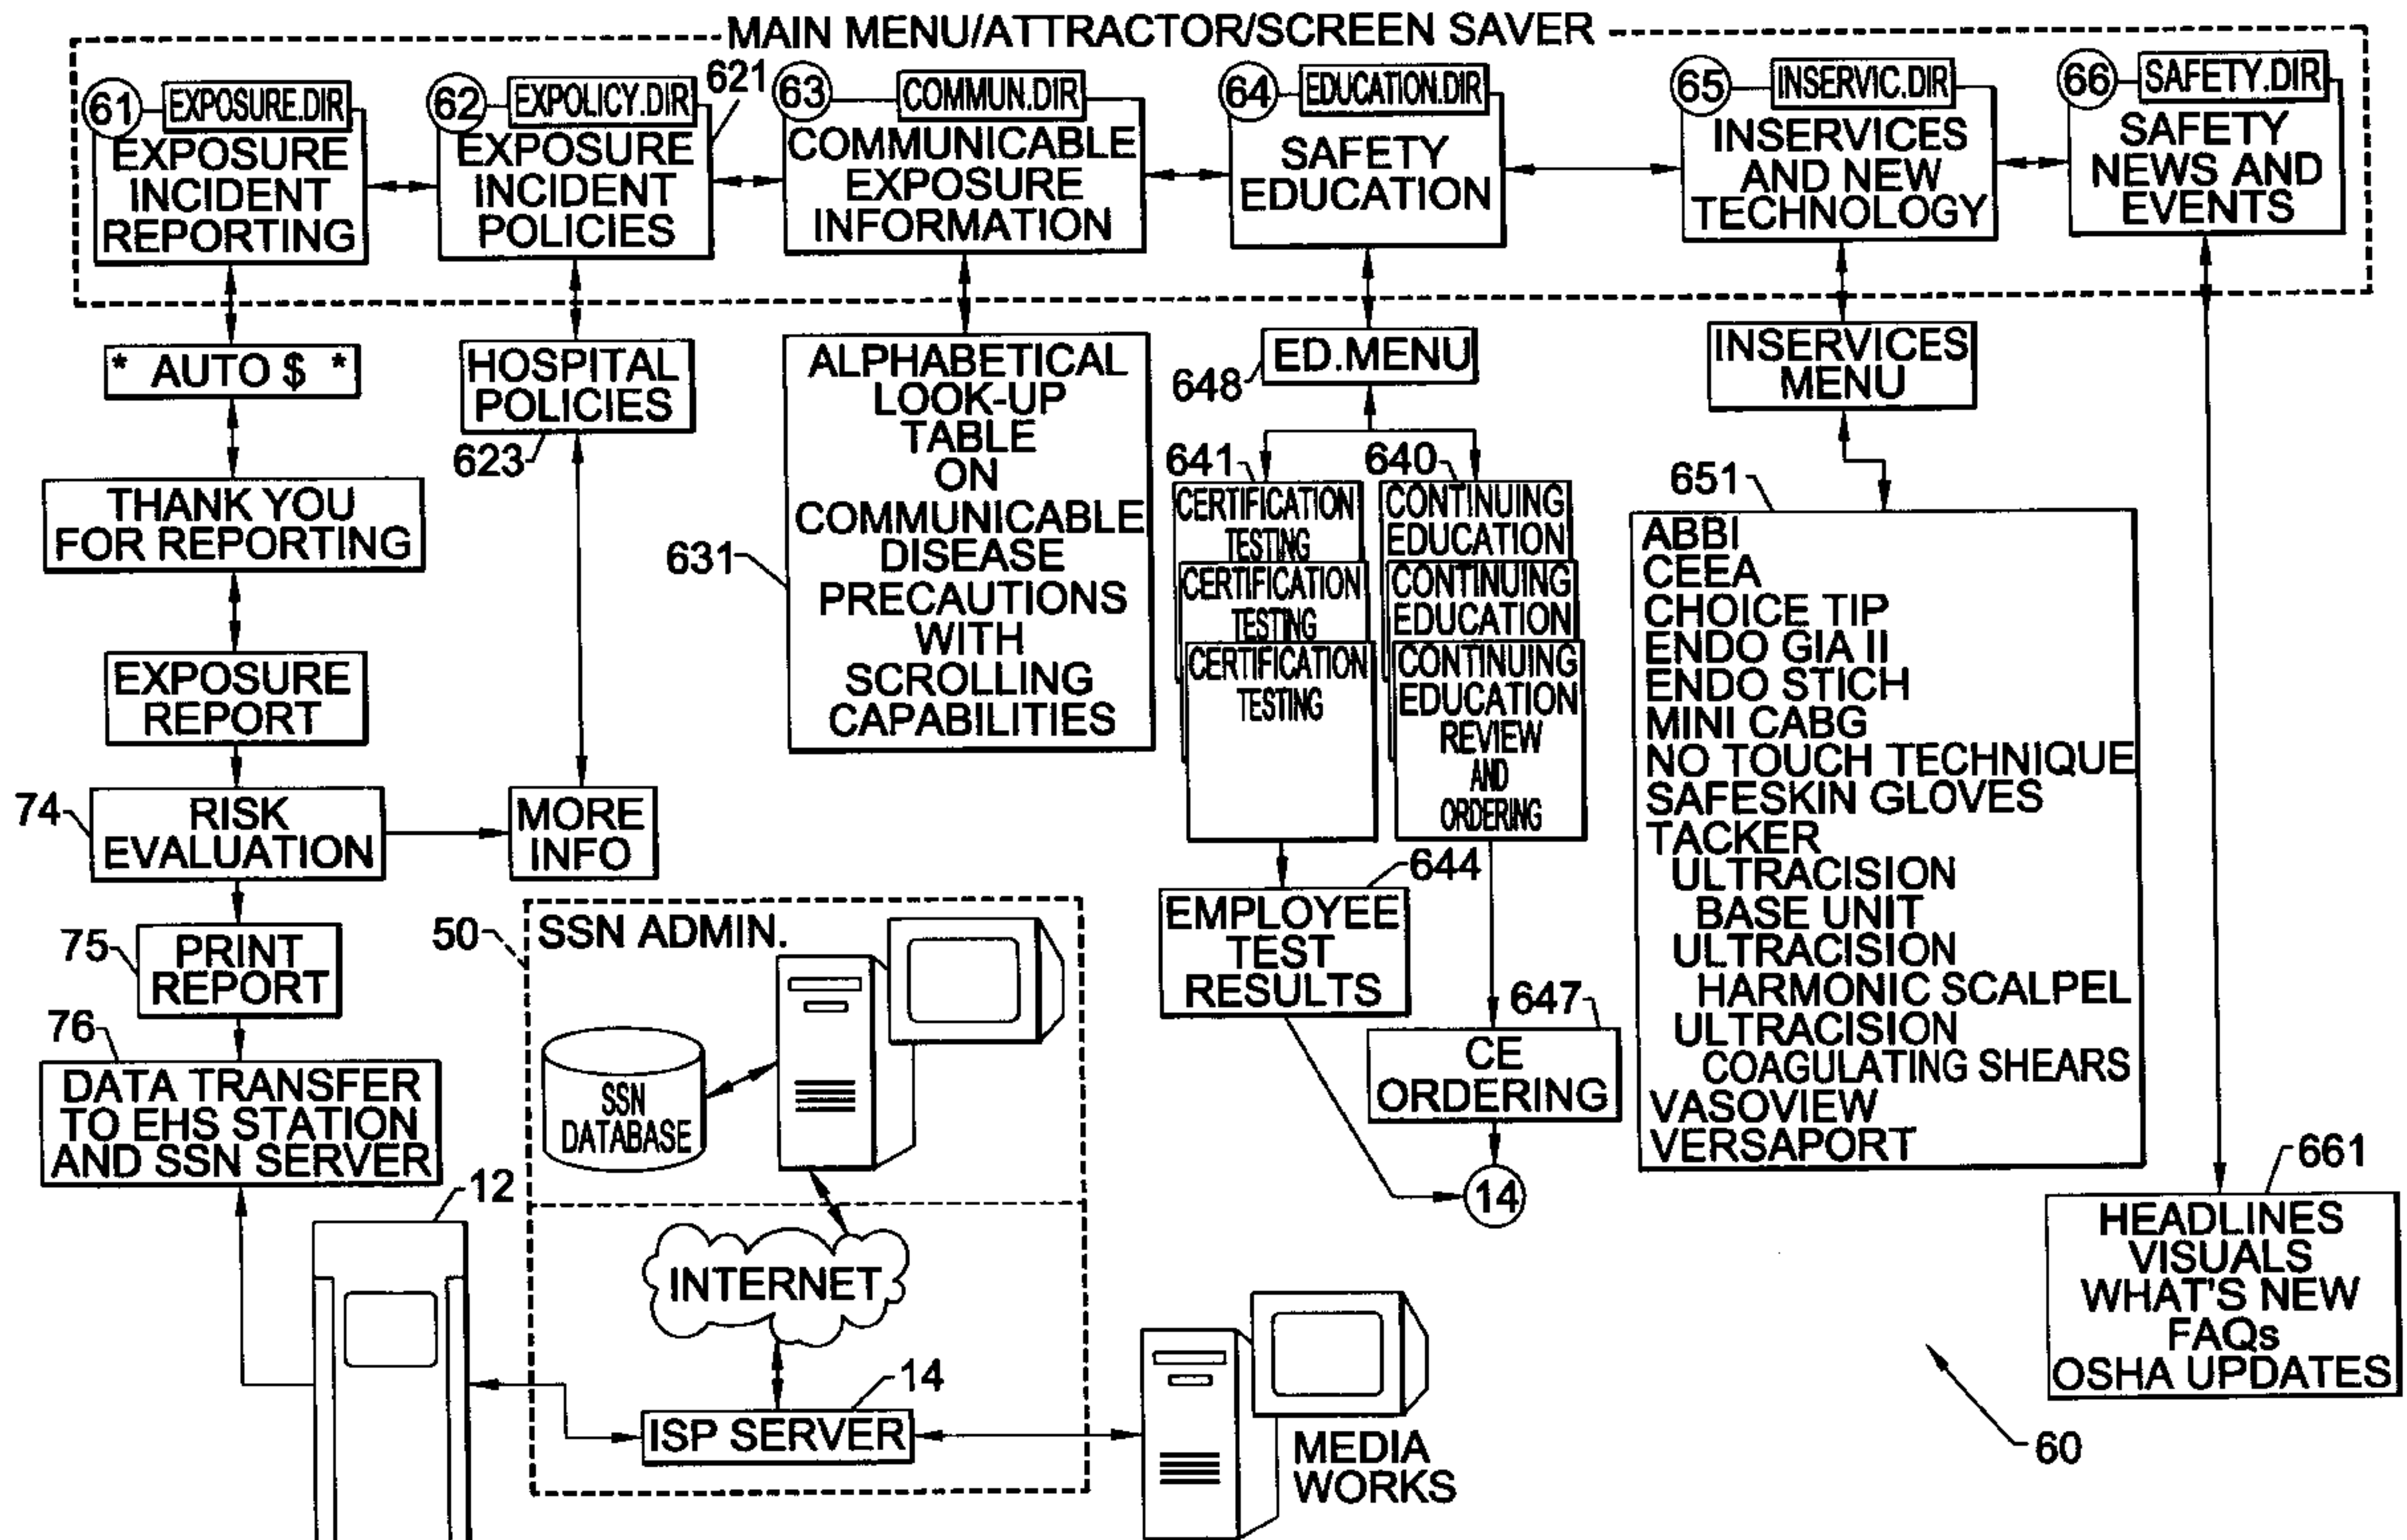 MAIN MENU/ATTRACTOR/SCREEN SAVER
61
EXPOSURE.DIR
EXPOSURE
INCIDENT
REPORTING
62
EXPOLICY.DIR
621
EXPOSURE
INCIDENT
POLICIES
63
COMMUN.DIR
COMMUNICABLE
EXPOSURE
INFORMATION
64
EDUCATION.DIR
SAFETY
EDUCATION
65
INSERVIC.DIR
INSERVICES
AND NEW
TECHNOLOGY
66
SAFETY.DIR
SAFETY
NEWS AND
EVENTS
* AUTO $ *
THANK YOU
FOR REPORTING
EXPOSURE
REPORT
74
RISK
EVALUATION
75
PRINT
REPORT
76
DATA TRANSFER
TO EHS STATION
AND SSN SERVER
12
HOSPITAL
POLICIES
623
MORE
INFO
631
ALPHABETICAL
LOOK-UP
TABLE
ON
COMMUNICABLE
DISEASE
PRECAUTIONS
WITH
SCROLLING
CAPABILITIES
648
ED.MENU
641
CERTIFICATION
TESTING
CERTIFICATION
TESTING
CERTIFICATION
TESTING
640
CONTINUING
EDUCATION
CONTINUING
EDUCATION
CONTINUING
EDUCATION
REVIEW
AND
ORDERING
644
EMPLOYEE
TEST
RESULTS
647
CE
ORDERING
14
INSERVICES
MENU
651
ABBI
CEEA
CHOICE TIP
ENDO GIA II
ENDO STICH
MINI CABG
NO TOUCH TECHNIQUE
SAFESKIN GLOVES
TACKER
ULTRACISION
BASE UNIT
ULTRACISION
HARMONIC SCALPEL
ULTRACISION
COAGULATING SHEARS
VASOVIEW
VERSAPORT
661
HEADLINES
VISUALS
WHAT'S NEW
FAQs
OSHA UPDATES
50
SSN ADMIN.
SSN
DATABASE
INTERNET
14
ISP SERVER
MEDIA
WORKS
60